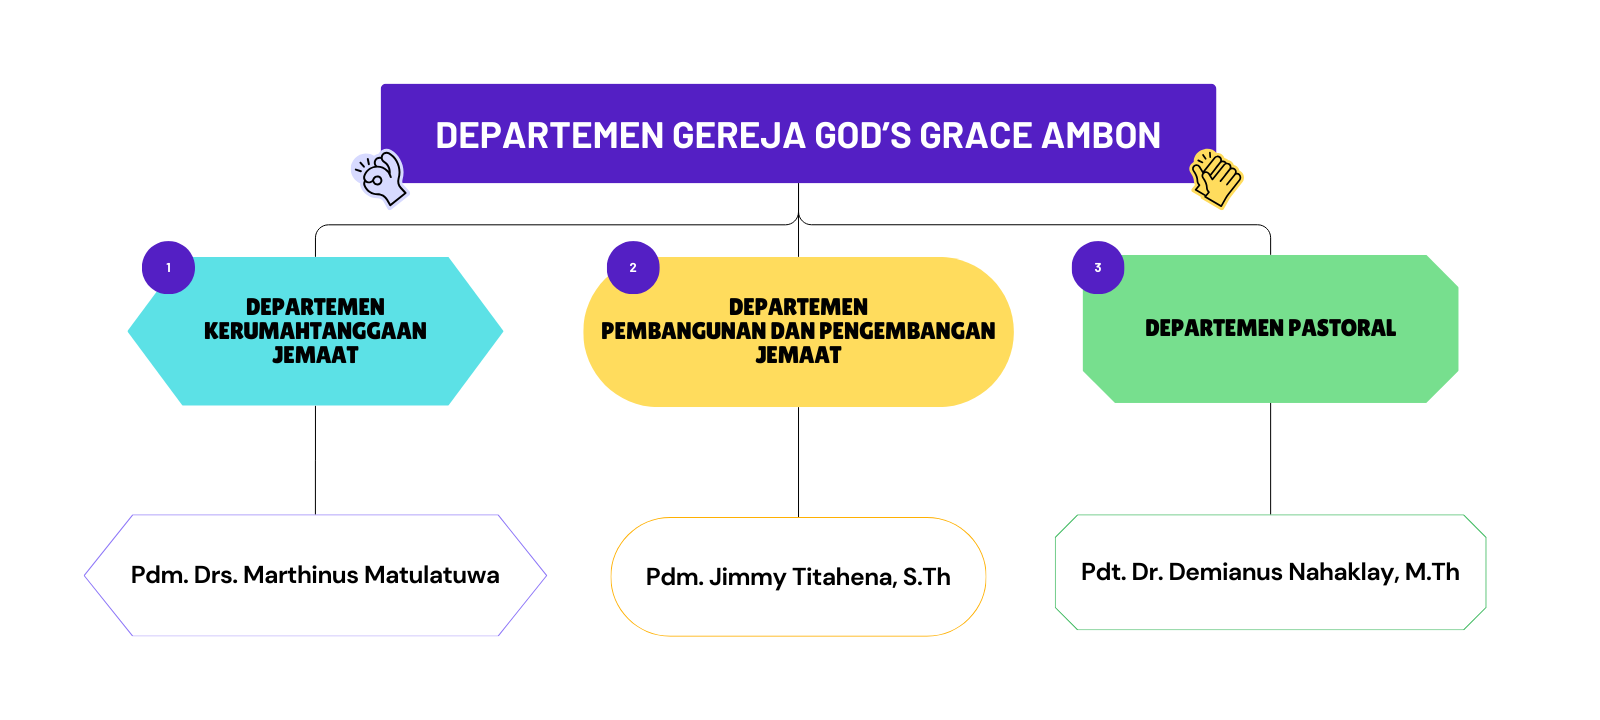 DEPARTEMEN GEREJA GOD’S GRACE AMBON
1
DEPARTEMEN
KERUMAHTANGGAAN
JEMAAT
2
DEPARTEMEN
PEMBANGUNAN DAN PENGEMBANGAN
JEMAAT
3
DEPARTEMEN PASTORAL
Pdm. Drs. Marthinus Matulatuwa
Pdm. Jimmy Titahena, S.Th
Pdt. Dr. Demianus Nahaklay, M.Th